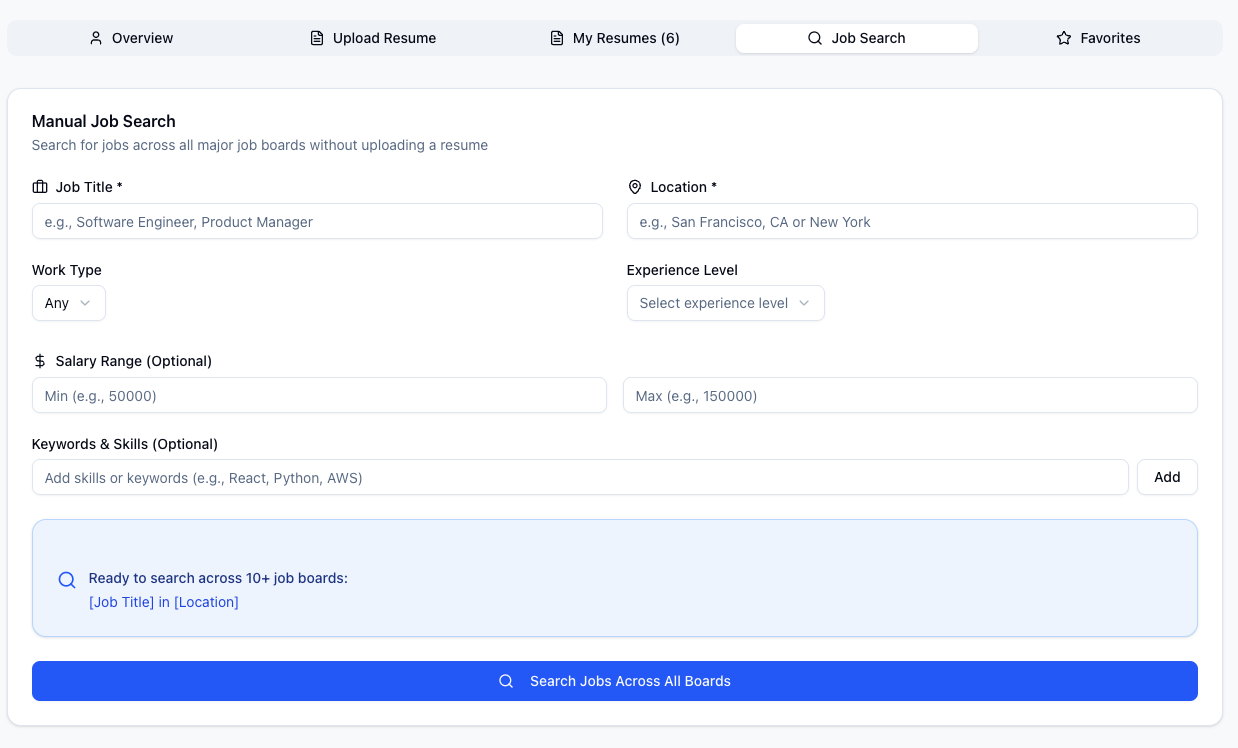 Overview Upload Resume My Resumes (6) Job Search Favorites
Manual Job Search
Search for jobs across all major job boards without uploading a resume
Job Title * Location *
e.g., Software Engineer, Product Manager e.g., San Francisco, CA or New York
Work Type Experience Level
Any Select experience level
Salary Range (Optional)
Min (e.g., 50000) Max (e.g., 150000)
Keywords & Skills (Optional)
Add skills or keywords (e.g., React, Python, AWS) Add
Ready to search across 10+ job boards:
[Job Title] in [Location]
Search Jobs Across All Boards